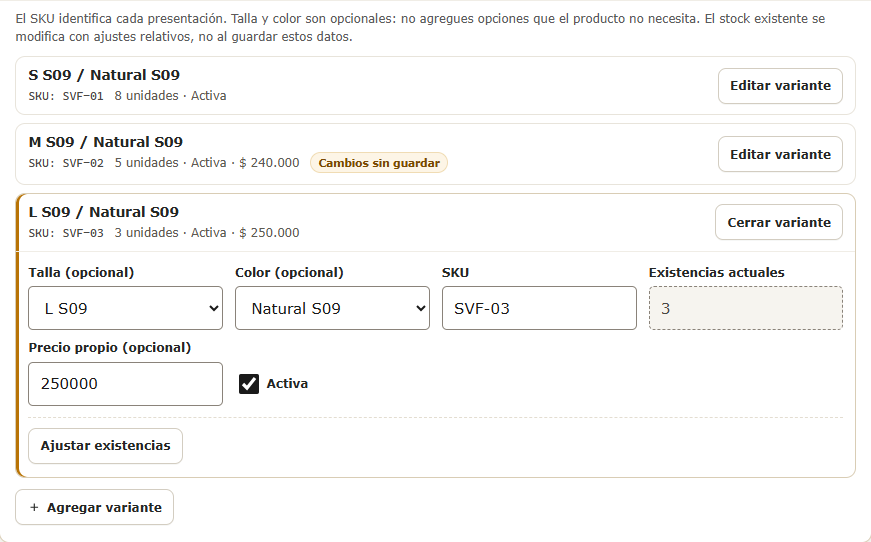 El SKU identifica cada presentación. Talla y color son opcionales: no agregues opciones que el producto no necesita. El stock existente se
modifica con ajustes relativos, no al guardar estos datos.
S S09 / Natural S09
SKU: SVF-01 8 unidades · Activa
Editar variante
M S09 / Natural S09
SKU: SVF-02 5 unidades · Activa · $ 240.000 Cambios sin guardar
Editar variante
L S09 / Natural S09
SKU: SVF-03 3 unidades · Activa · $ 250.000
Cerrar variante
Talla (opcional) Color (opcional) SKU Existencias actuales
L S09 Natural S09 SVF-03 3
Precio propio (opcional)
250000 Activa
Ajustar existencias
+ Agregar variante